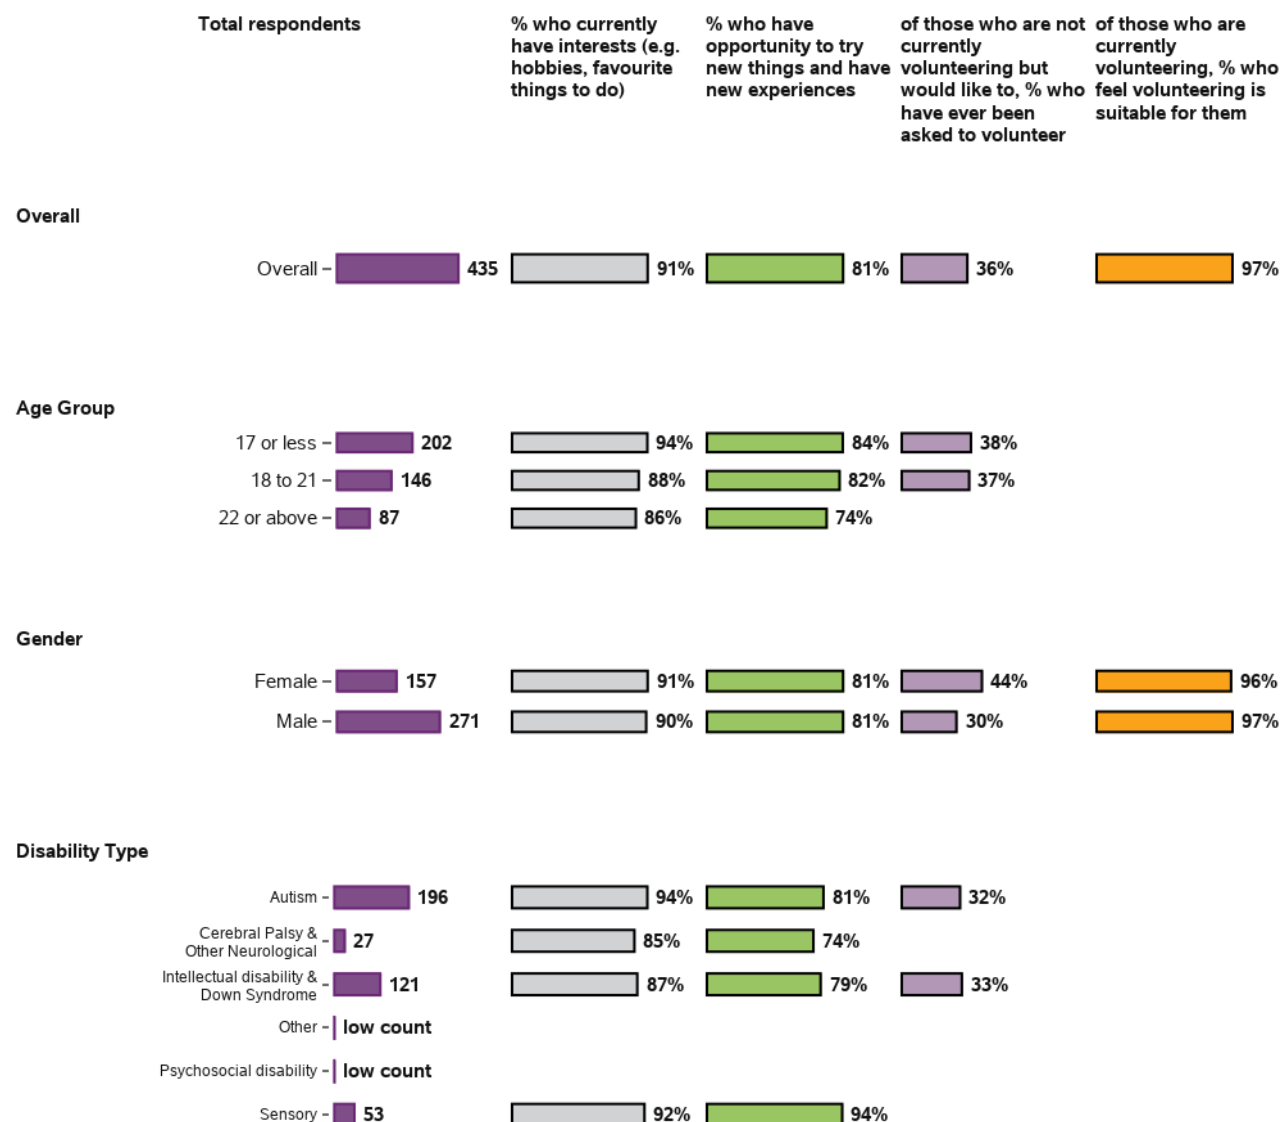 Total respondents
% who currently
have interests (e.g.
hobbies, favourite
things to do)
% who have
opportunity to try
new things and have
new experiences
of those who are not
currently
volunteering but
would like to, % who
have ever been
asked to volunteer
of those who are
currently
volunteering, % who
feel volunteering is
suitable for them
Overall
Overall 435 91% 81% 36% 97%
Age Group
17 or less 202 94% 84% 38%
18 to 21 146 88% 82% 37%
22 or above 87 86% 74%
Gender
Female 157 91% 81% 44% 96%
Male 271 90% 81% 30% 97%
Disability Type
Autism 196 94% 81% 32%
Cerebral Palsy &
Other Neurological 27 85% 74%
Intellectual disability &
Down Syndrome 121 87% 79% 33%
Other low count
Psychosocial disability low count
Sensory 53 92% 94%